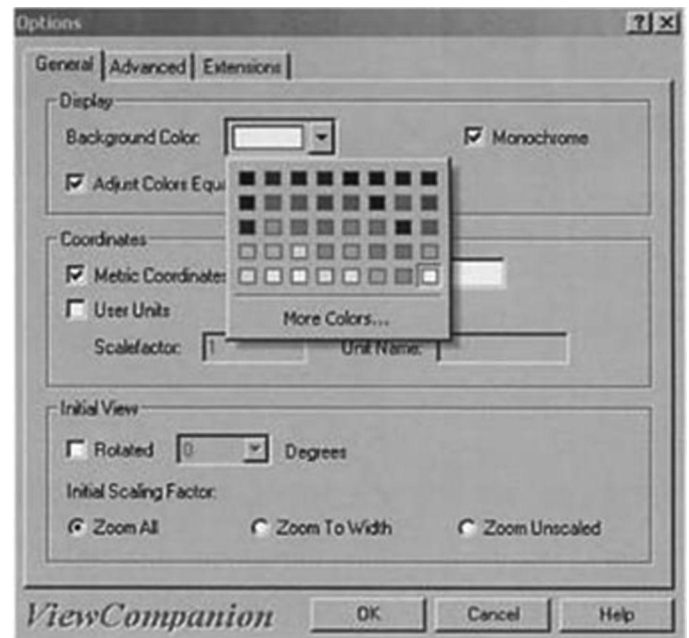 Options
General Advanced Extensions
Display
Background Color: Monochrome
Adjust Colors Equa
Coordinates
Metric Coordinates
User Units
More Colors...
Scalefactor: 1 Unit Name:
Initial View
Rotated 0 Degrees
Initial Scaling Factor:
Zoom All Zoom To Width Zoom Unscaled
ViewCompanion OK Cancel Help